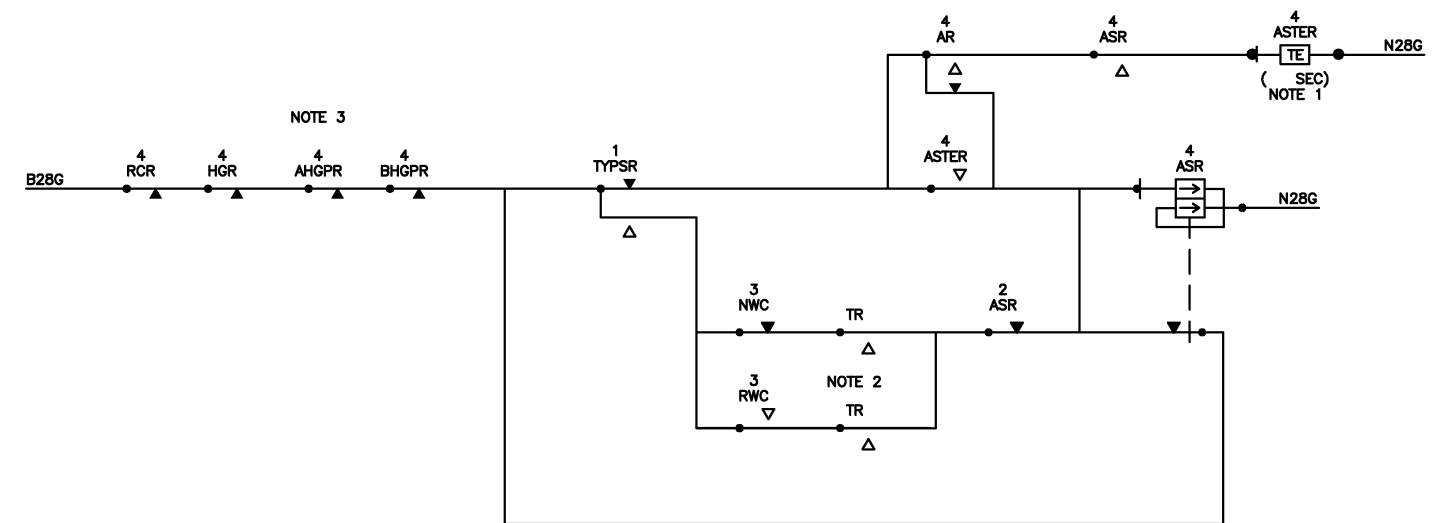 4
AR
4
ASR
4
ASTER
TE
N28G
( SEC)
NOTE 1
NOTE 3
B28G
4
RCR
4
HGR
4
AHGPR
4
BHGPR
1
TYPSR
4
ASTER
4
ASR
N28G
3
NWC
TR
2
ASR
3
RWC
NOTE 2
TR